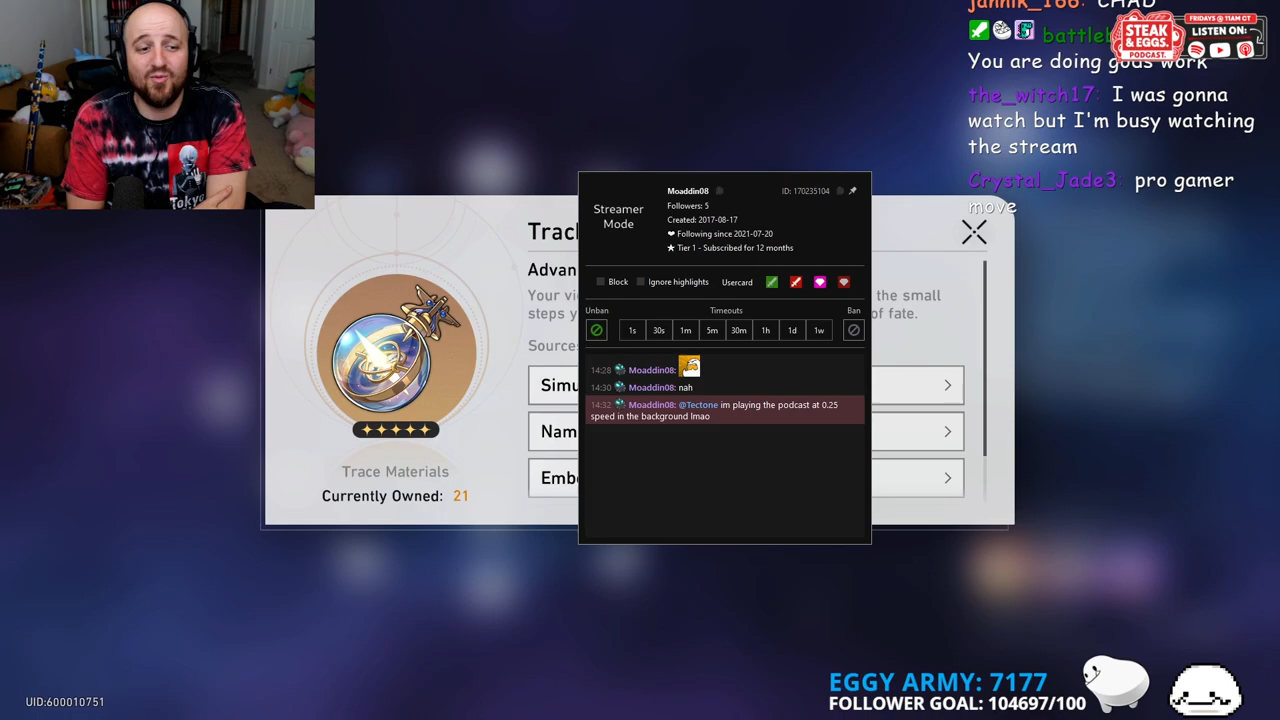 jannik_166: CHAD
FRIDAYS @ 11AM CT
STEAK
& EGGS.
PODCAST.
LISTEN ON:
You are doing gods work
the_witch17: I was gonna
watch but I'm busy watching
the stream
Crystal_Jade3: pro gamer
move
Tokyo
Moaddin08
ID: 170235104
Streamer
Mode
Followers: 5
Created: 2017-08-17
Following since 2021-07-20
Tier 1 - Subscribed for 12 months
Block
Ignore highlights
Usercard
Unban
Timeouts
Ban
1s
30s
1m
5m
30m
1h
1d
1w
14:28 Moaddin08:
14:30 Moaddin08: nah
14:32 Moaddin08: @Tectone im playing the podcast at 0.25
speed in the background lmao
Advan
Your vi
the small
steps y
of fate.
Sources
Simu
Nam
Embe
Trace Materials
Currently Owned: 21
EGGY ARMY: 7177
FOLLOWER GOAL: 104697/100
UID:600010751